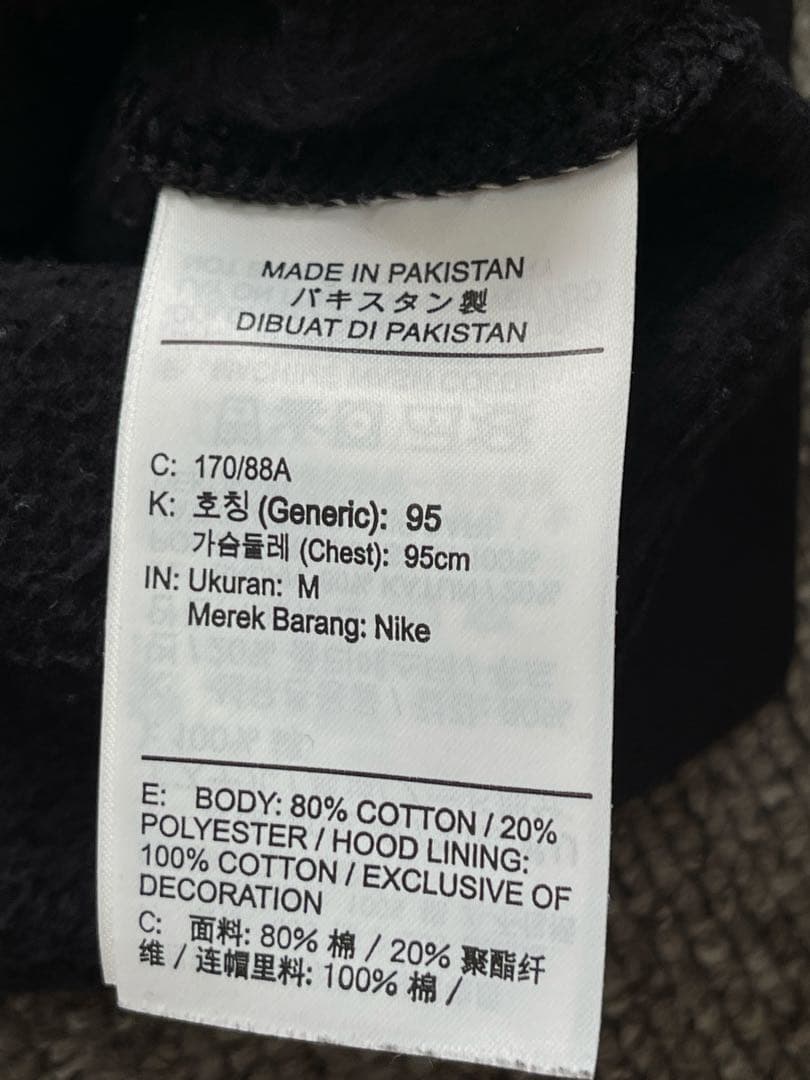 MADE IN PAKISTAN
パキスタン製
DIBUAT DI PAKISTAN
C: 170/88A
K: 호칭 (Generic): 95
가슴둘레 (Chest): 95cm
IN: Ukuran: M
Merek Barang: Nike
E: BODY: 80% COTTON / 20%
POLYESTER / HOOD LINING:
100% COTTON / EXCLUSIVE OF
DECORATION
C: 面料: 80% 棉 / 20% 聚酯纤
维 / 连帽里料: 100% 棉 /